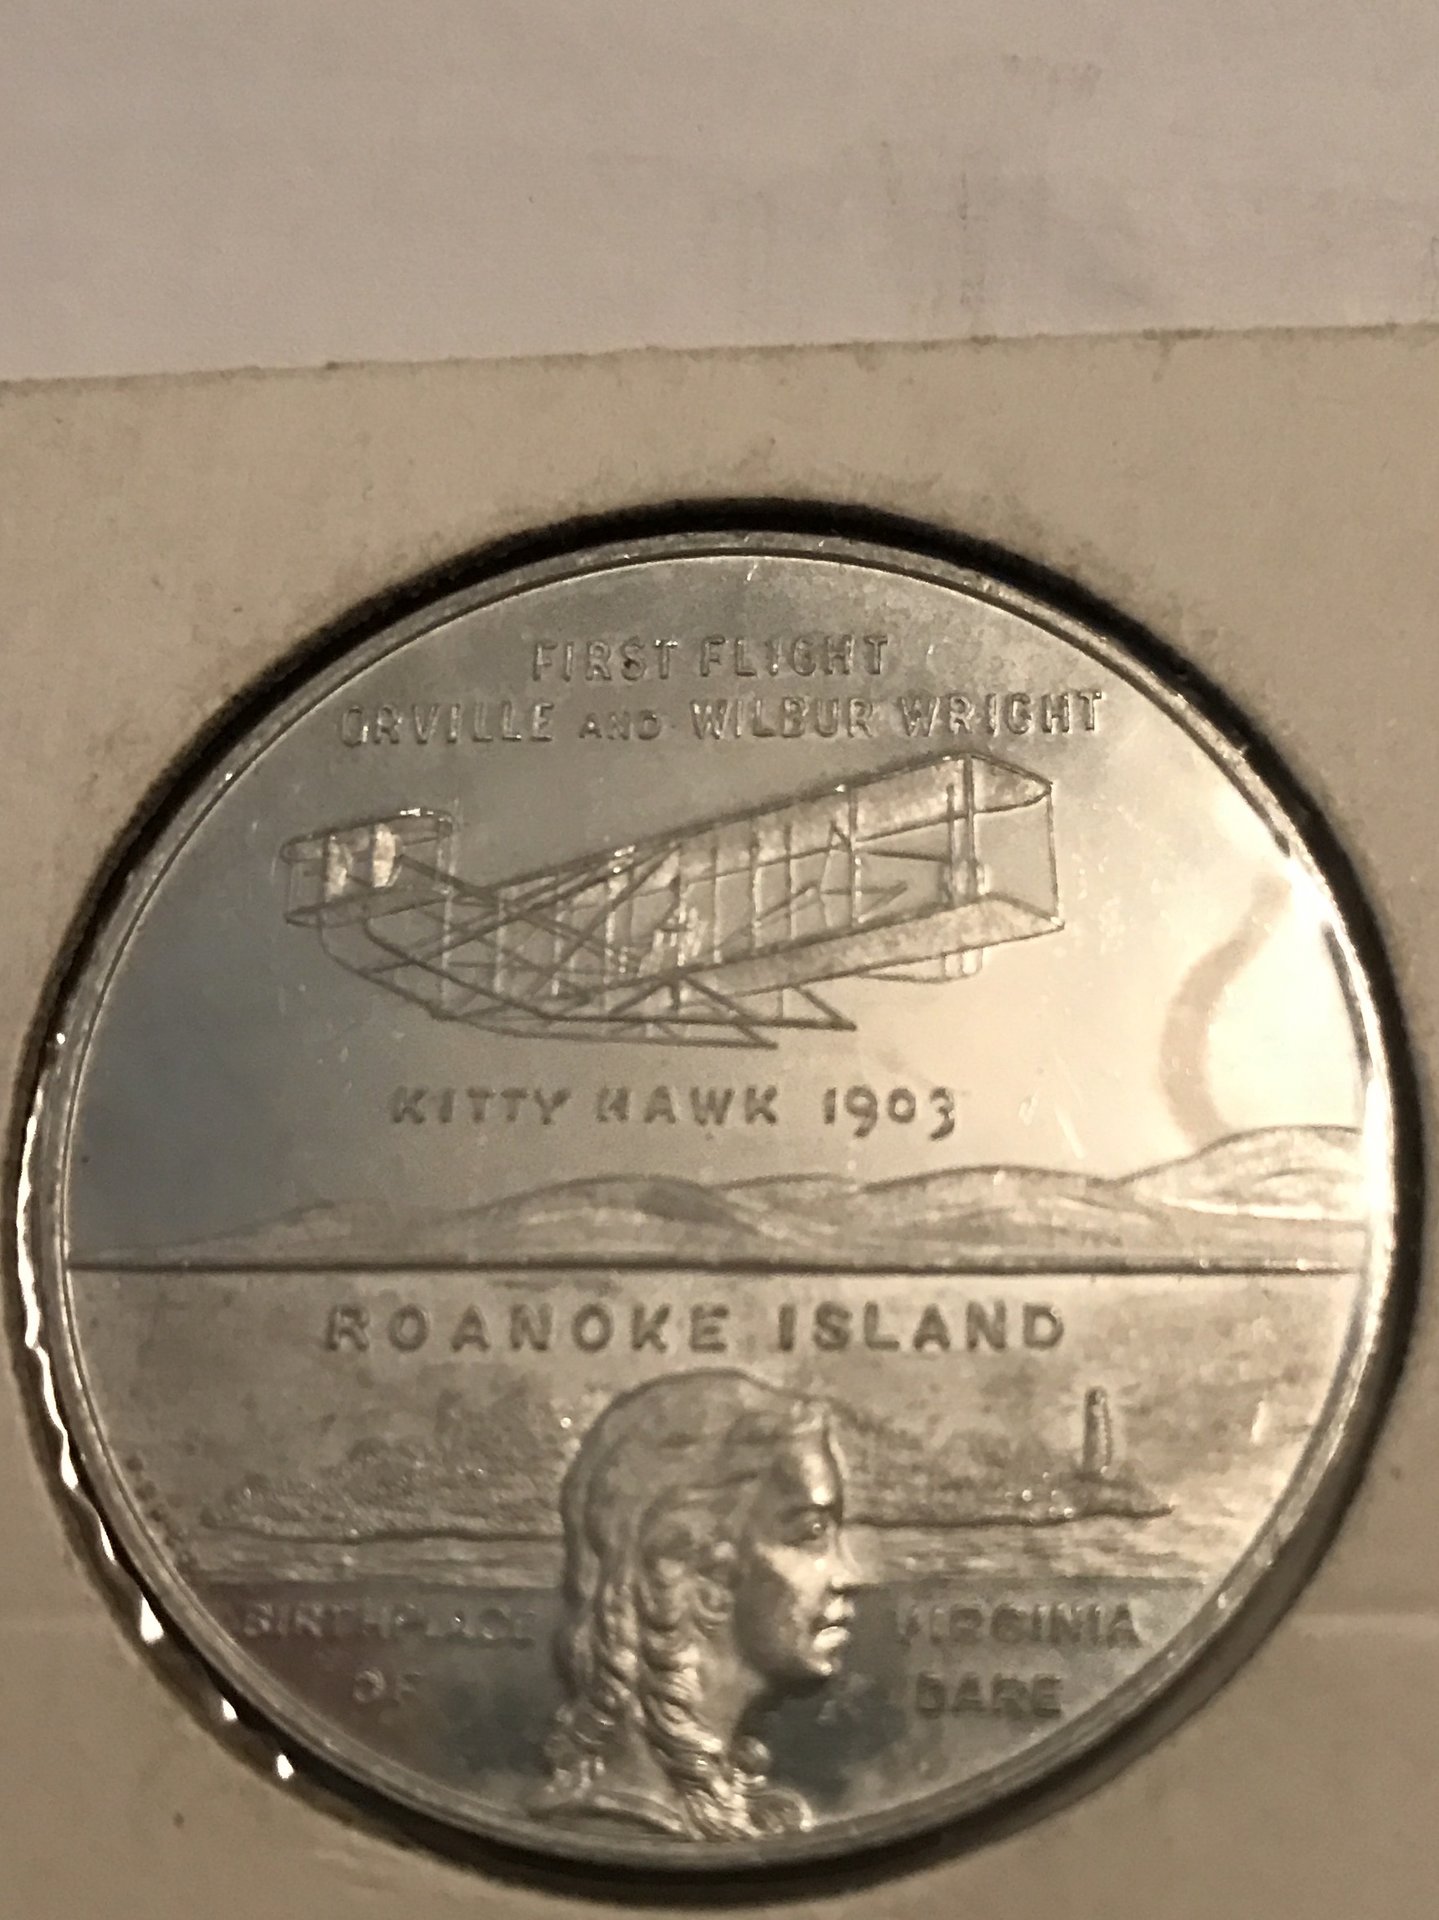 FIRST FLIGHT
ORVILLE AND WILBUR WRIGHT
KITTY HAWK 1903
ROANOKE ISLAND
BIRTHPLACE VIRGINIA
OF DARE